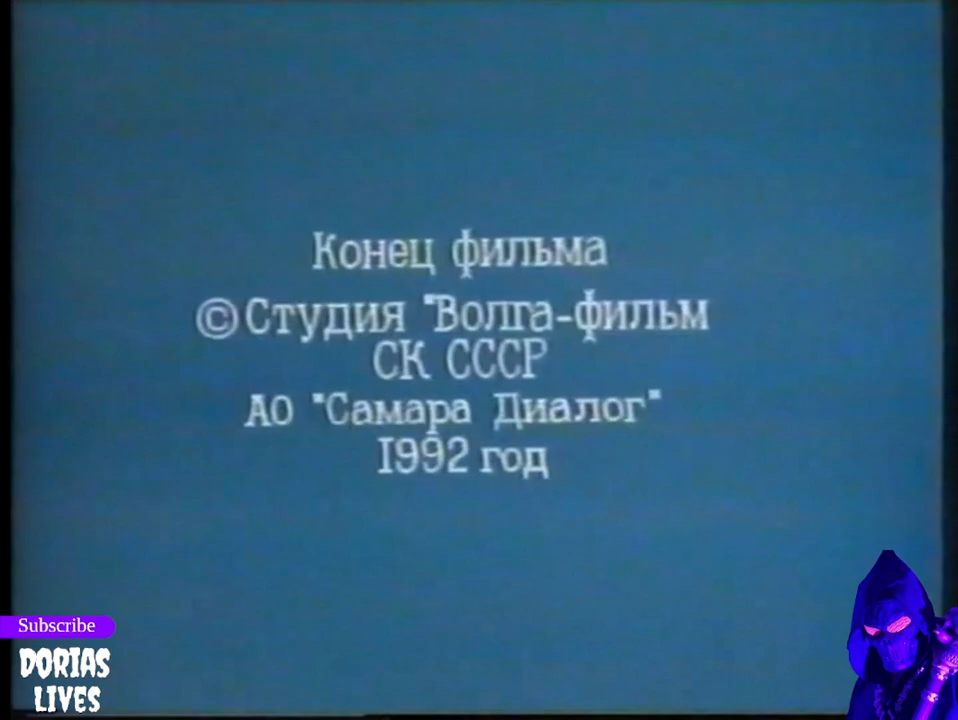 Конец фильма
©Студия "Волга-фильм
СК СССР
АО "Самара Диалог"
1992 год
Subscribe
DORIAS
LIVES